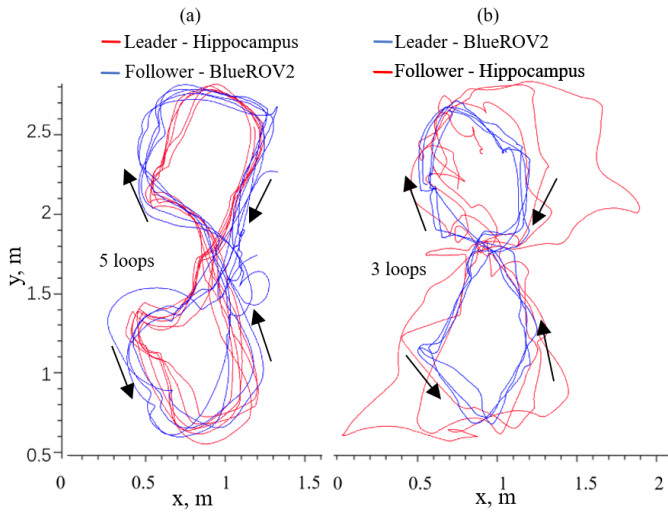 (a)
Leader - Hippocampus
Follower - BlueROV2
(b)
Leader - BlueROV2
Follower - Hippocampus
y, m
2.5
2
1.5
1
0.5
5 loops
3 loops
0 0.5 1 1.5
x, m
0 0.5 1 1.5 2
x, m